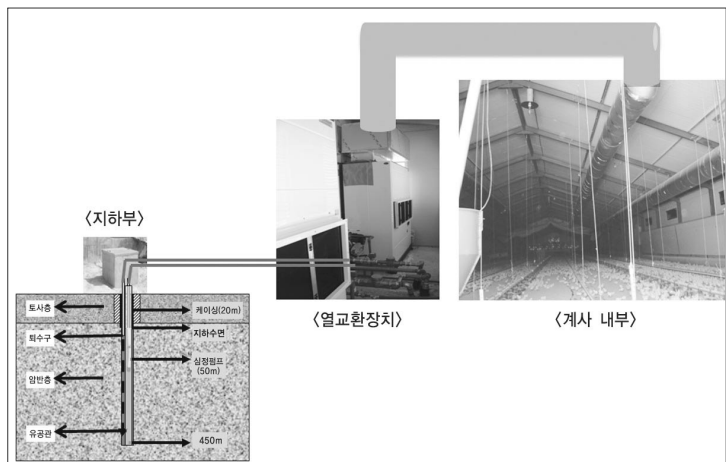 〈지하부〉
〈열교환장치〉
〈계사 내부〉
토사층
케이싱(20m)
퇴수구
지하수면
심정펌프
(50m)
암반층
유공관
450m